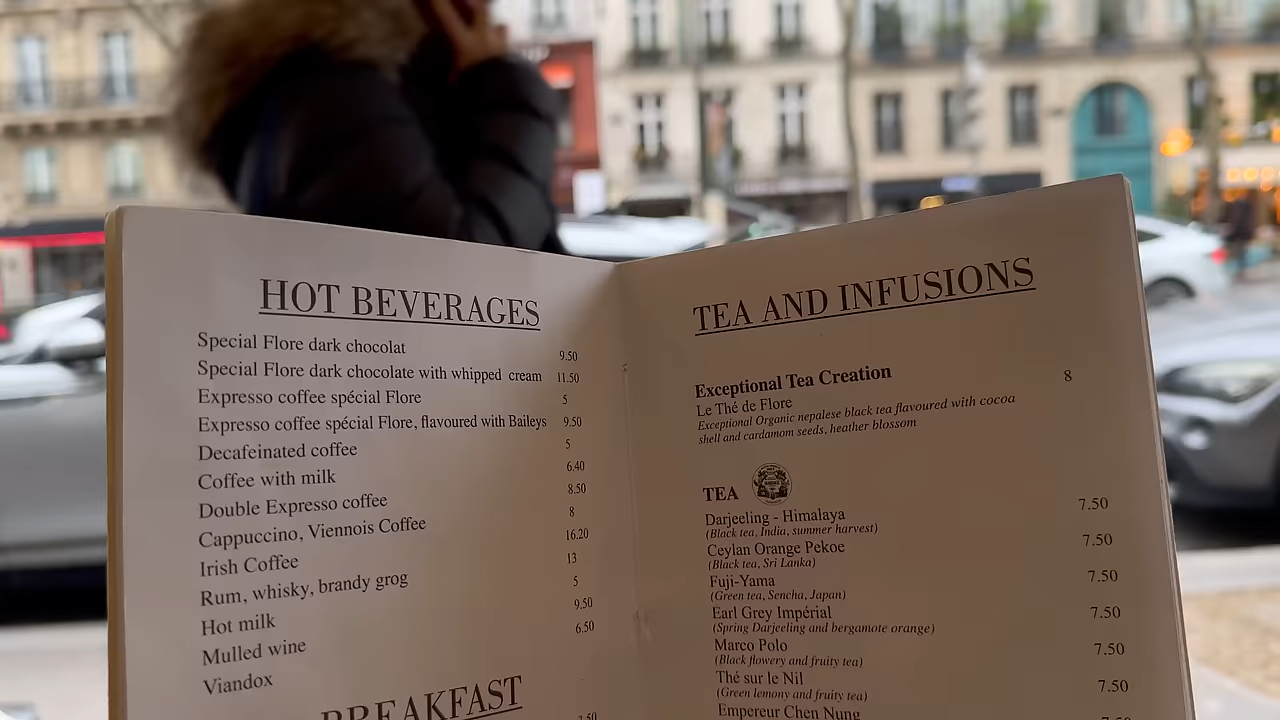 HOT BEVERAGES
Special Flore dark chocolat 9.50
Special Flore dark chocolate with whipped cream 11.50
Expresso coffee spécial Flore 5
Expresso coffee spécial Flore, flavoured with Baileys 9.50
Decafeinated coffee 5
Coffee with milk 6.40
Double Expresso coffee 8.50
Cappuccino, Viennois Coffee 8
Irish Coffee 16.20
Rum, whisky, brandy grog 13
Hot milk 5
Mulled wine 9.50
Viandox 6.50
BREAKFAST
TEA AND INFUSIONS
Exceptional Tea Creation
Le Thé de Flore 8
Exceptional Organic nepalese black tea flavoured with cocoa
shell and cardamom seeds, heather blossom
TEA
Darjeeling - Himalaya 7.50
(Black tea, India, summer harvest)
Ceylan Orange Pekoe 7.50
(Black tea, Sri Lanka)
Fuji-Yama 7.50
(Green tea, Sencha, Japan)
Earl Grey Impérial 7.50
(Spring Darjeeling and bergamote orange)
Marco Polo 7.50
(Black flowery and fruity tea)
Thé sur le Nil 7.50
(Green lemony and fruity tea)
Empereur Chen Nung